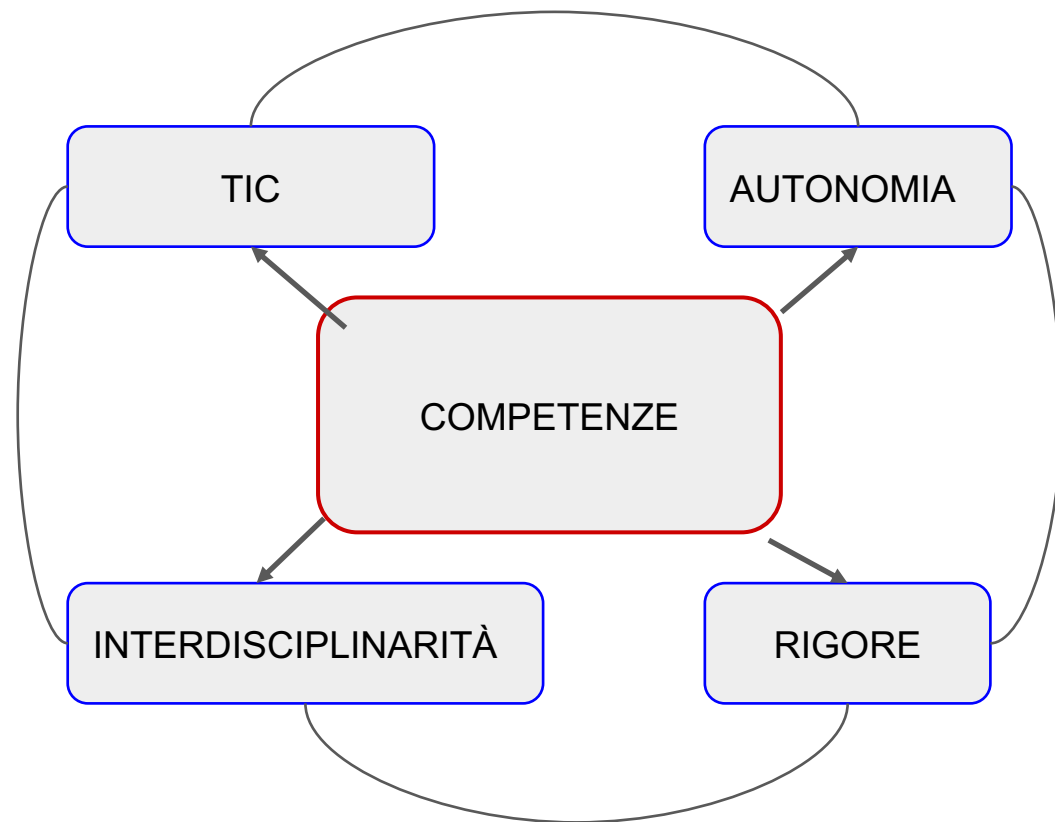 TIC
AUTONOMIA
COMPETENZE
INTERDISCIPLINARITÀ
RIGORE